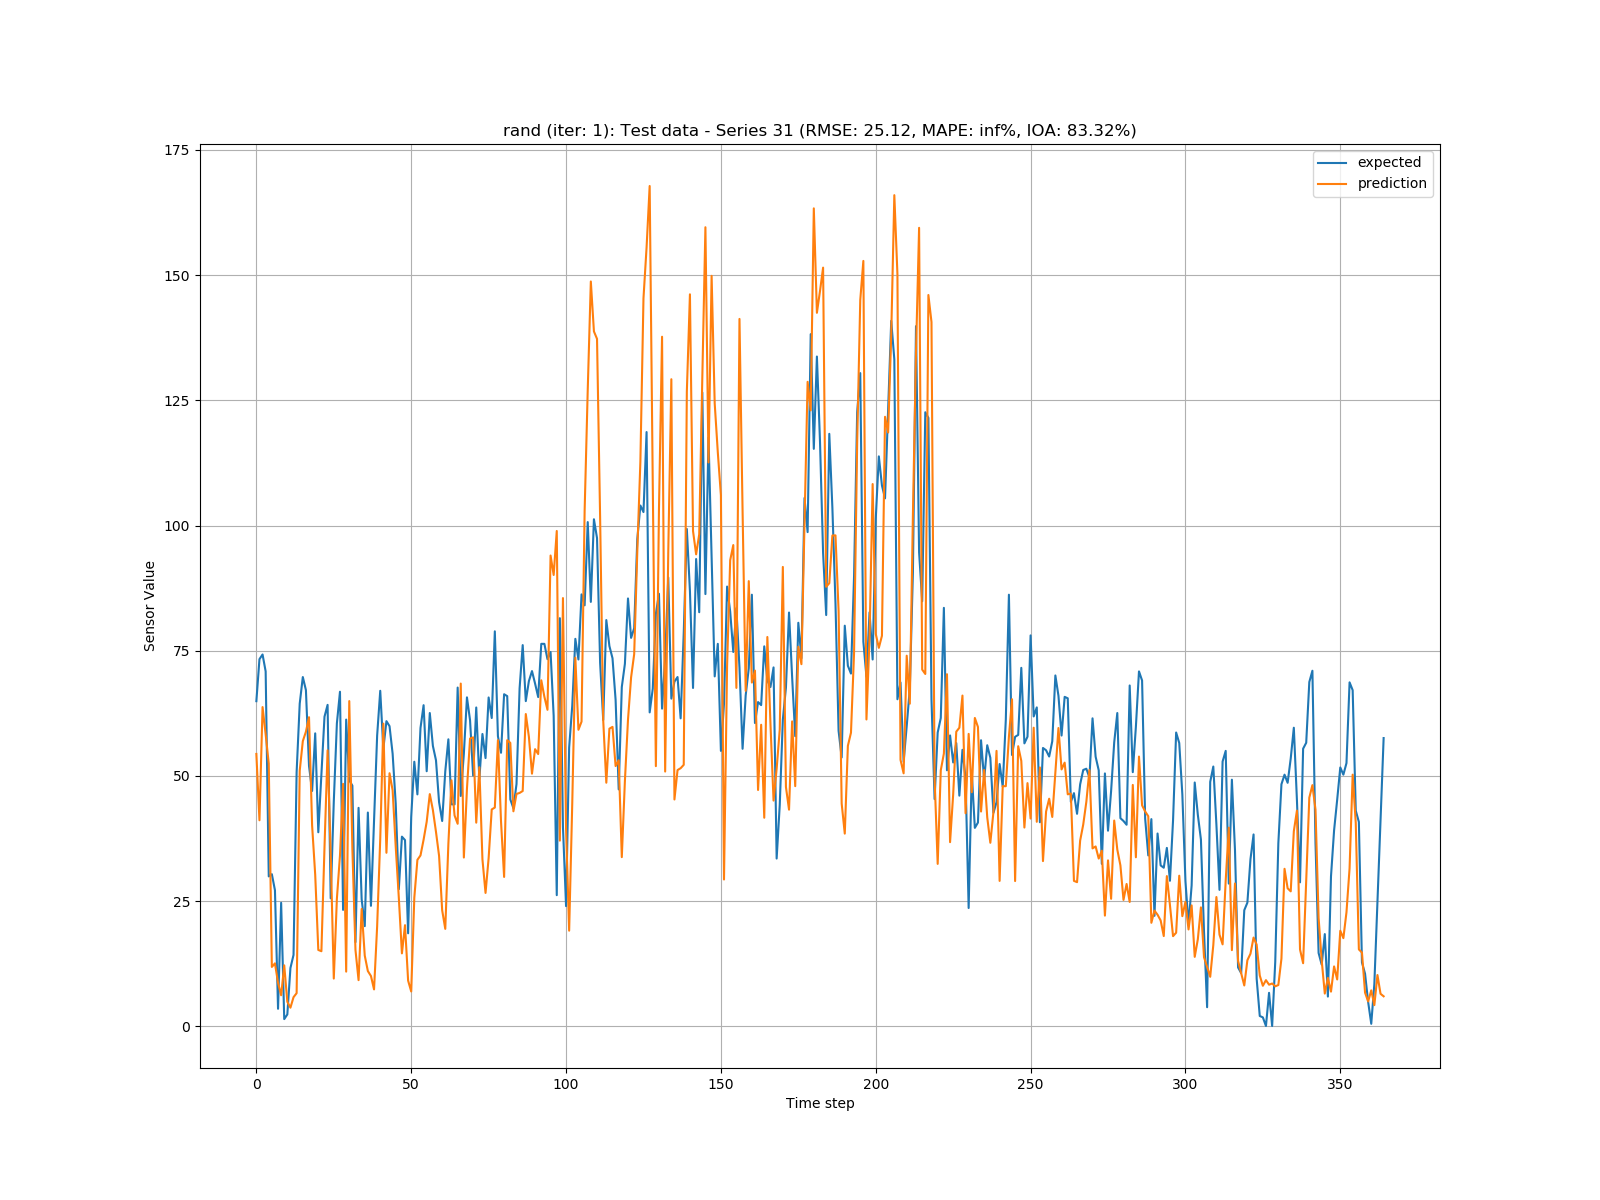 rand (iter: 1): Test data - Series 31 (RMSE: 25.12, MAPE: inf%, IOA: 83.32%)
expected
prediction
175
150
125
100
75
50
25
0
Sensor Value
0 50 100 150 200 250 300 350
Time step